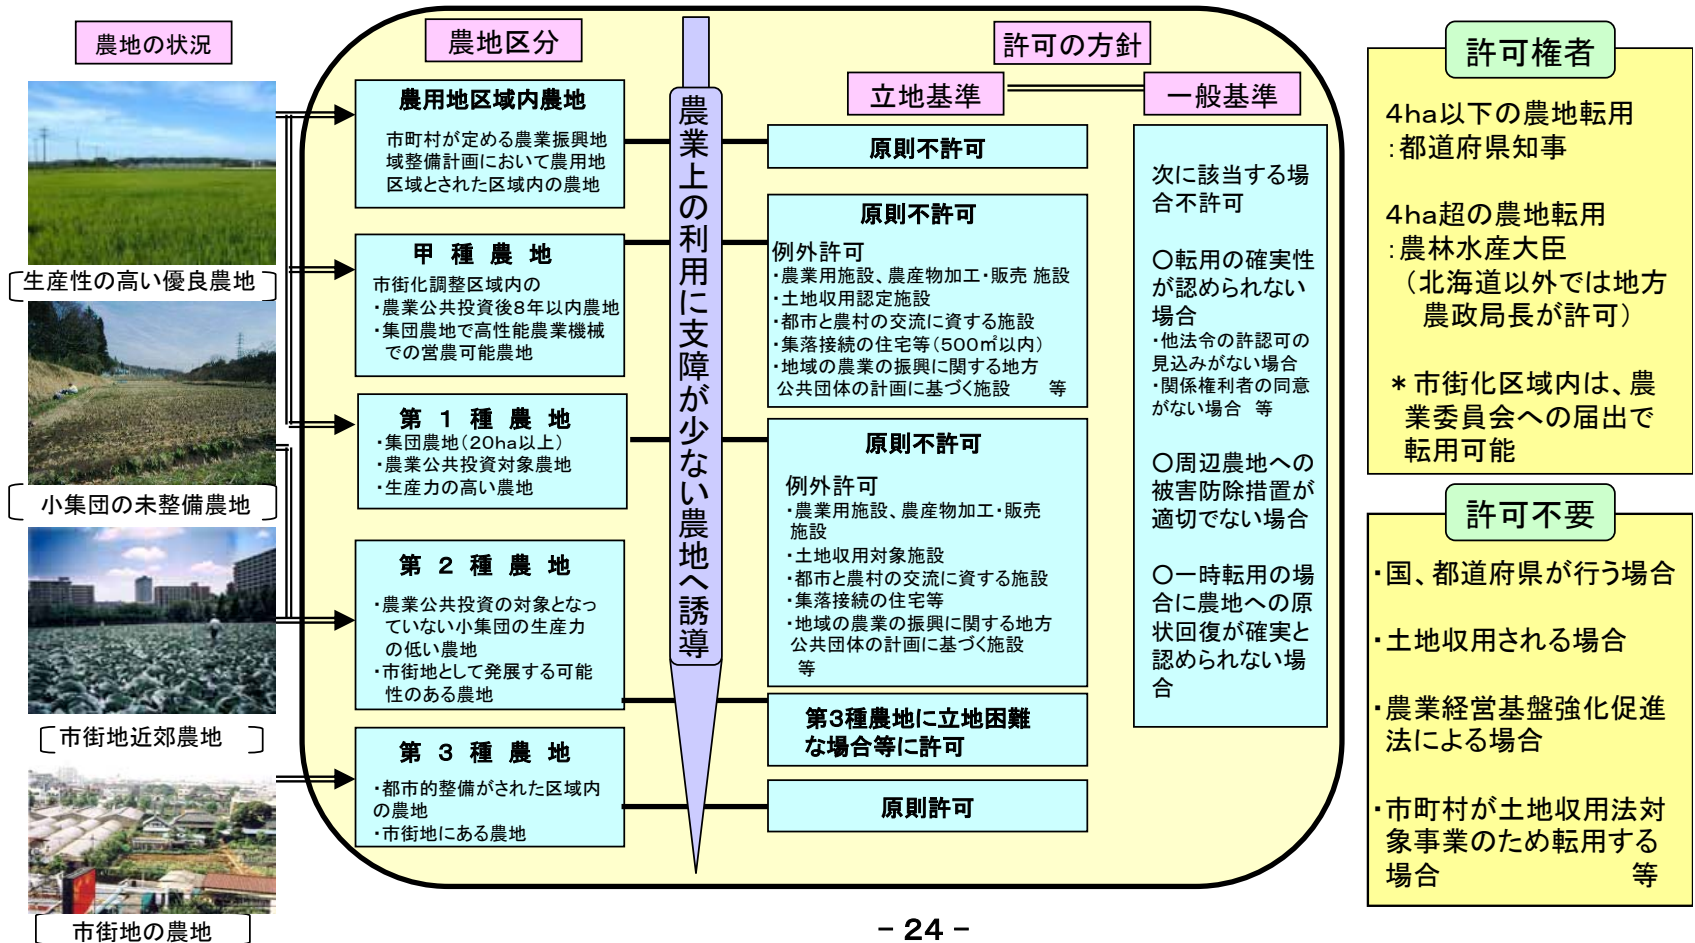 農地の状況
生産性の高い優良農地
小集団の未整備農地
市街地近郊農地
市街地の農地
農地区分
農用地区域内農地
市町村が定める農業振興地
域整備計画において農用地
区域とされた区域内の農地
甲種農地
市街化調整区域内の
・農業公共投資後8年以内農地
・集団農地で高性能農業機械
での営農可能農地
第1種農地
・集団農地(20ha以上)
・農業公共投資対象農地
・生産力の高い農地
第2種農地
・農業公共投資の対象となっ
ていない小集団の生産力
の低い農地
・市街地として発展する可能
性のある農地
第3種農地
・都市的整備がされた区域内
の農地
・市街地にある農地
農業上の利用に支障が少ない農地へ誘導
許可の方針
立地基準
原則不許可
原則不許可
例外許可
・農業用施設、農産物加工・販売 施設
・土地収用認定施設
・都市と農村の交流に資する施設
・集落接続の住宅等(500㎡以内)
・地域の農業の振興に関する地方
公共団体の計画に基づく施設 等
原則不許可
例外許可
・農業用施設、農産物加工・販売
施設
・土地収用対象施設
・都市と農村の交流に資する施設
・集落接続の住宅等
・地域の農業の振興に関する地方
公共団体の計画に基づく施設
等
第3種農地に立地困難
な場合等に許可
原則許可
一般基準
次に該当する場
合不許可
○転用の確実性
が認められない
場合
・他法令の許認可の
見込みがない場合
・関係権利者の同意
がない場合 等
○周辺農地への
被害防除措置が
適切でない場合
○一時転用の場
合に農地への原
状回復が確実と
認められない場
合
許可権者
4ha以下の農地転用
:都道府県知事
4ha超の農地転用
:農林水産大臣
(北海道以外では地方
農政局長が許可)
*市街化区域内は、農
業委員会への届出で
転用可能
許可不要
・国、都道府県が行う場合
・土地収用される場合
・農業経営基盤強化促進
法による場合
・市町村が土地収用法対
象事業のため転用する
場合 等
- 24 -